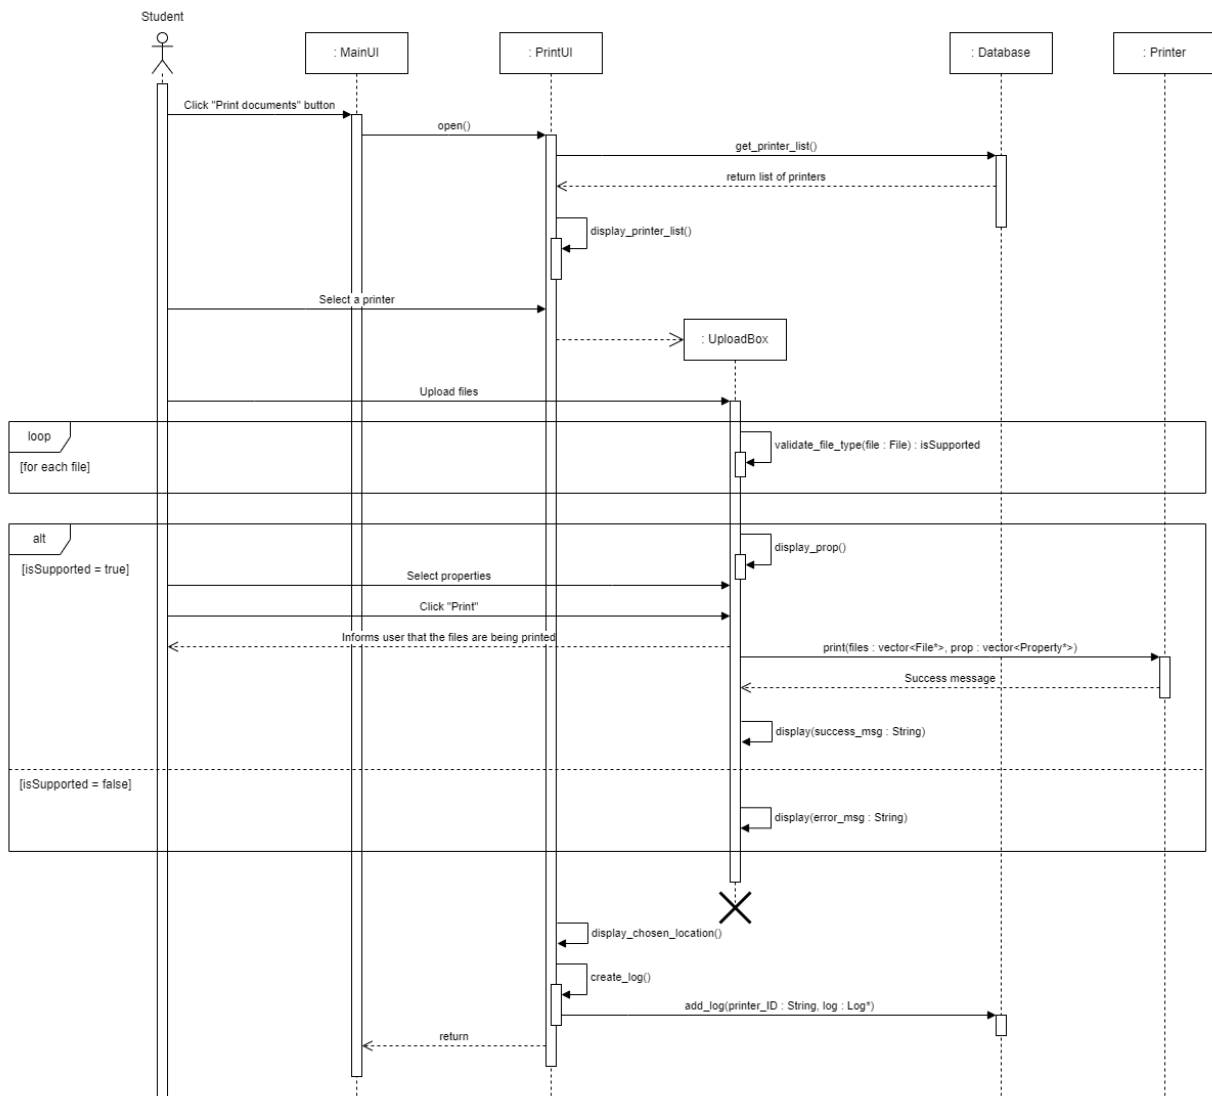 Student
: MainUI
: PrintUI
: Database
: Printer
Click "Print documents" button
open()
get_printer_list()
return list of printers
display_printer_list()
Select a printer
: UploadBox
Upload files
loop
validate_file_type(file : File) : isSupported
[for each file]
alt
display_prop()
[isSupported = true]
Select properties
Click "Print"
Informs user that the files are being printed
print(files : vector<File*>, prop : vector<Property*>)
Success message
display(success_msg : String)
[isSupported = false]
display(error_msg : String)
display_chosen_location()
create_log()
add_log(printer_ID : String, log : Log*)
return